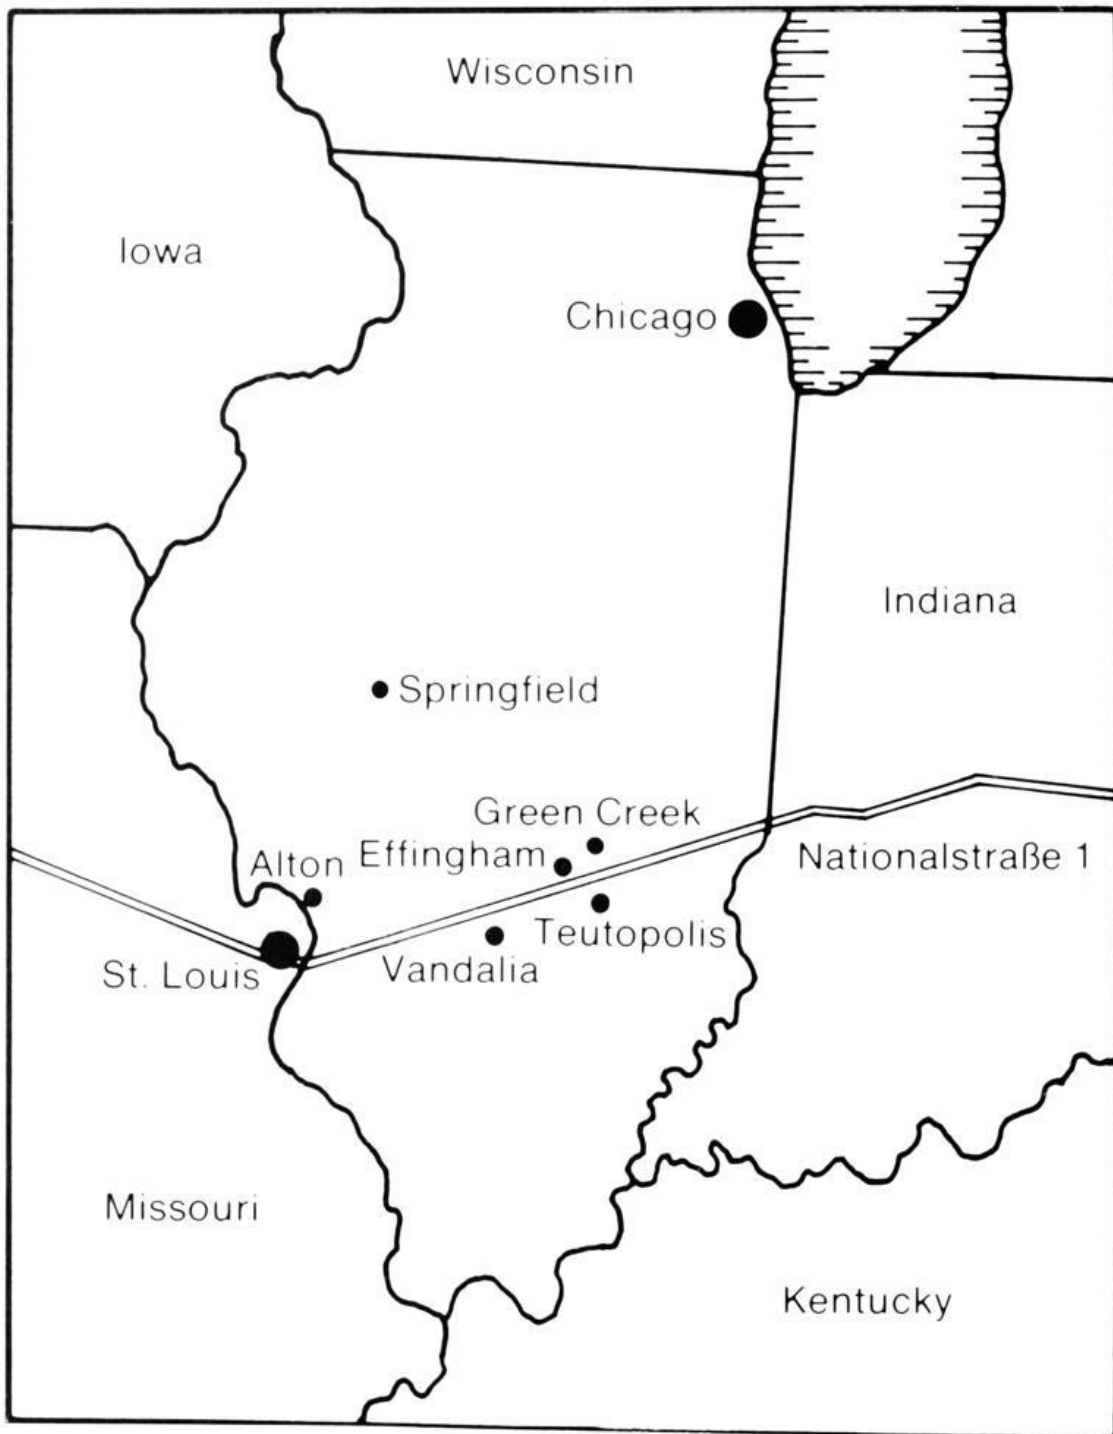 Wisconsin
Iowa
Chicago
Indiana
Springfield
Green Creek
Effingham
Alton
Nationalstraße 1
Teutopolis
Vandalia
St. Louis
Missouri
Kentucky